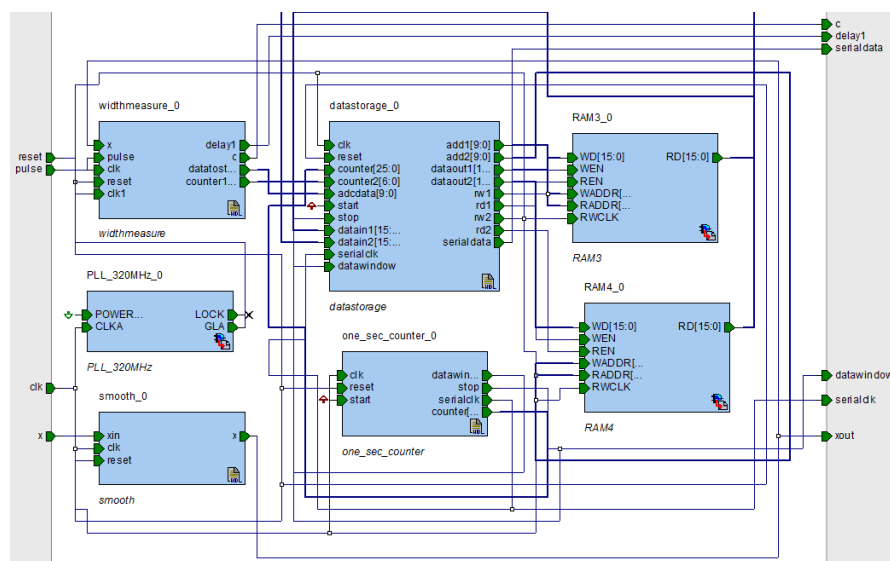 c
delay1
serialdata
widthmeasure_0
x
pulse
clk
reset
clk1
delay1
c
datatost...
counter1...
widthmeasure
reset
pulse
datastorage_0
clk
reset
counter[25:0]
counter2[6:0]
adcdata[9:0]
start
stop
datain1[15:...
datain2[15:...
serialclk
datawindow
add1[9:0]
add2[9:0]
dataout1[1...
dataout2[1...
rw1
rd1
rw2
rd2
serialdata
datastorage
RAM3_0
WD[15:0]
WEN
REN
WADDR[...
RADDR[...
RWCLK
RD[15:0]
RAM3
PLL_320MHz_0
POWER...
CLKA
LOCK
GLA
PLL_320MHz
RAM4_0
WD[15:0]
WEN
REN
WADDR[...
RADDR[...
RWCLK
RD[15:0]
RAM4
one_sec_counter_0
clk
reset
start
datawin...
stop
serialclk
counter[...
one_sec_counter
clk
x
smooth_0
xin
clk
reset
x
smooth
datawindow
serialclk
xout
HDL
HDL
HDL
HDL